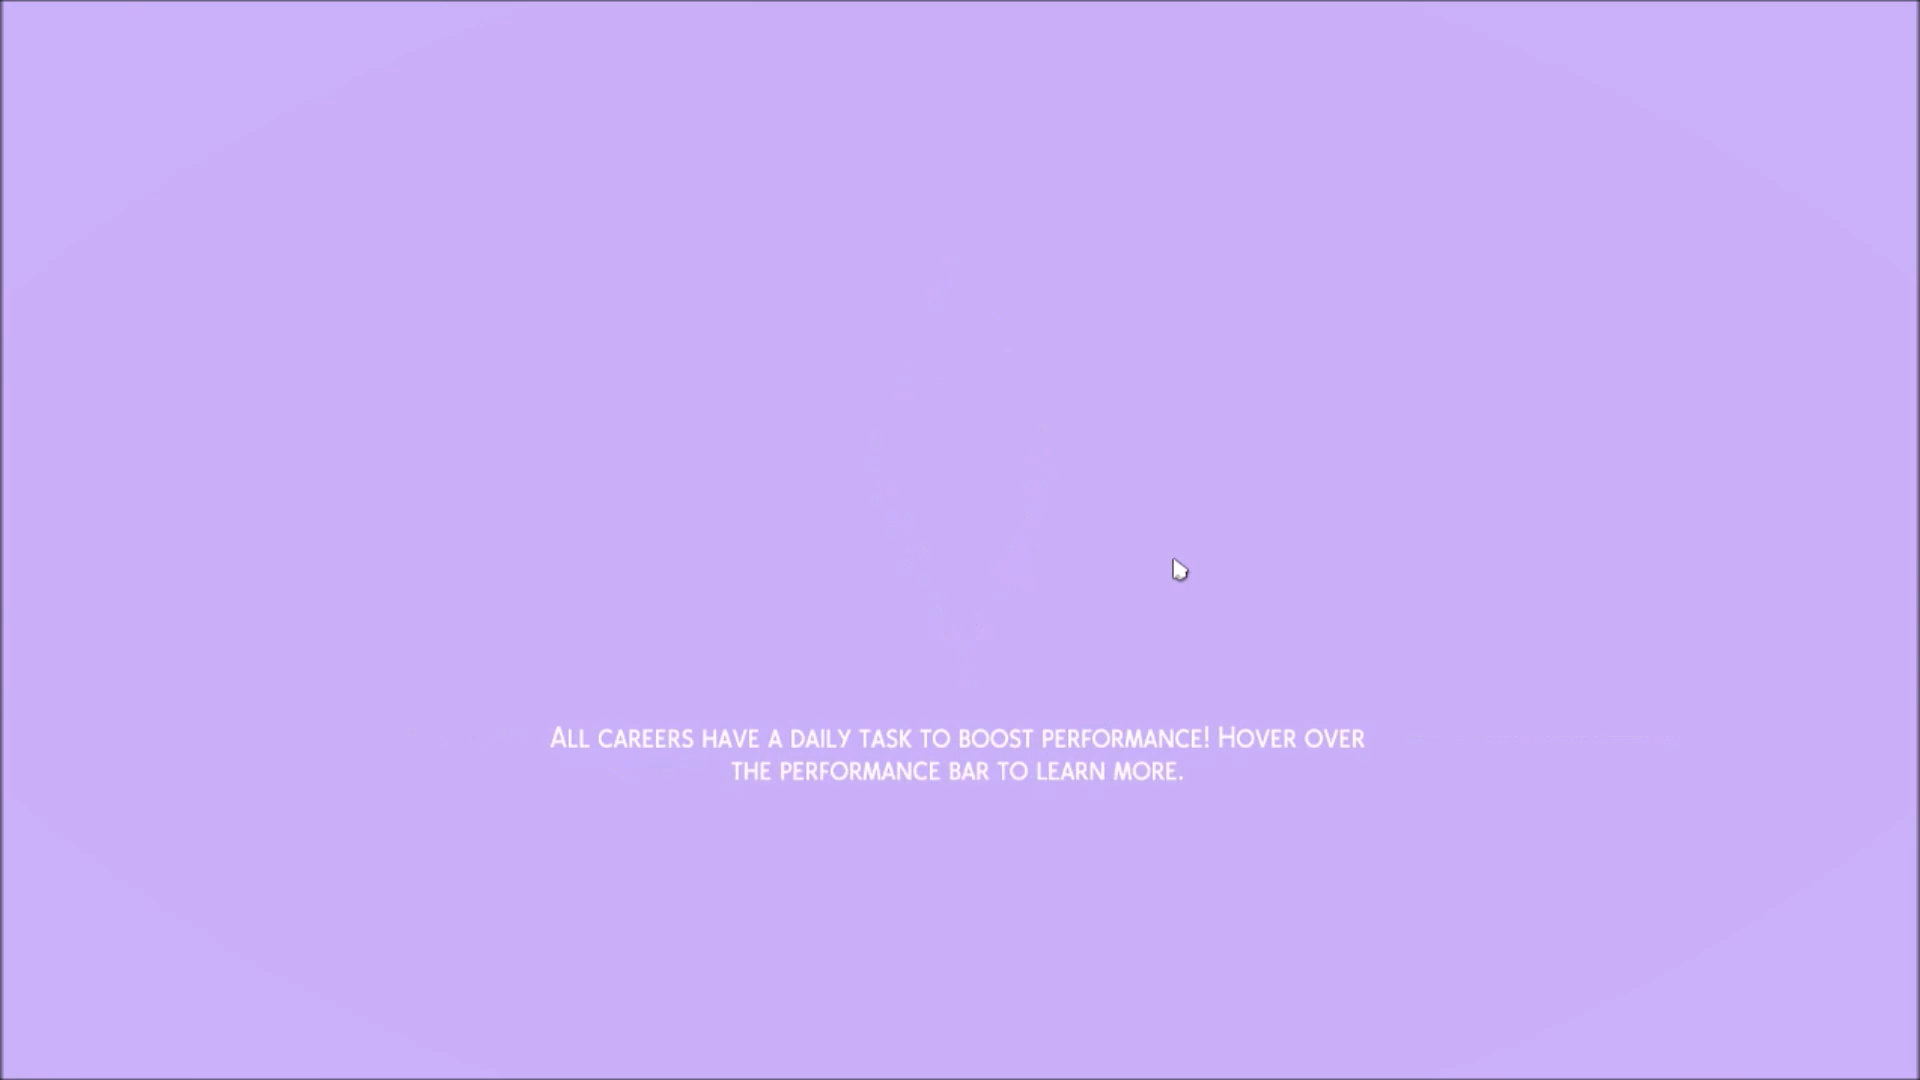 All careers have a daily task to boost performance! Hover over
the performance bar to learn more.